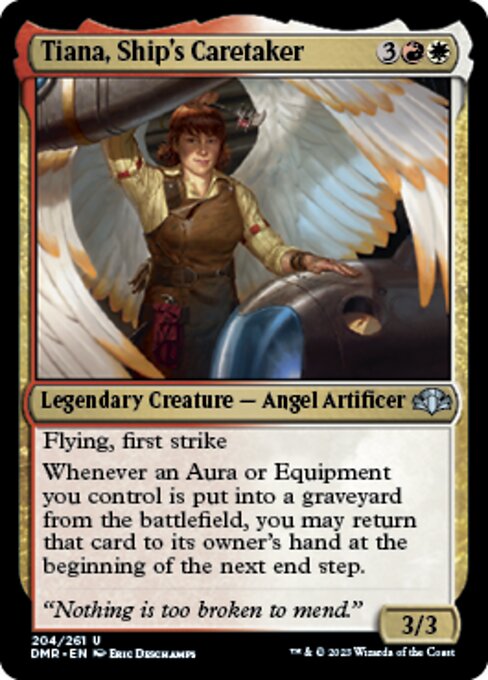 Tiana, Ship's Caretaker 3
Legendary Creature — Angel Artificer
Flying, first strike
Whenever an Aura or Equipment
you control is put into a graveyard
from the battlefield, you may return
that card to its owner's hand at the
beginning of the next end step.
"Nothing is too broken to mend."
3/3
204/261 U
DMR • EN Eric Deschamps
™ & © 2023 Wizards of the Coast